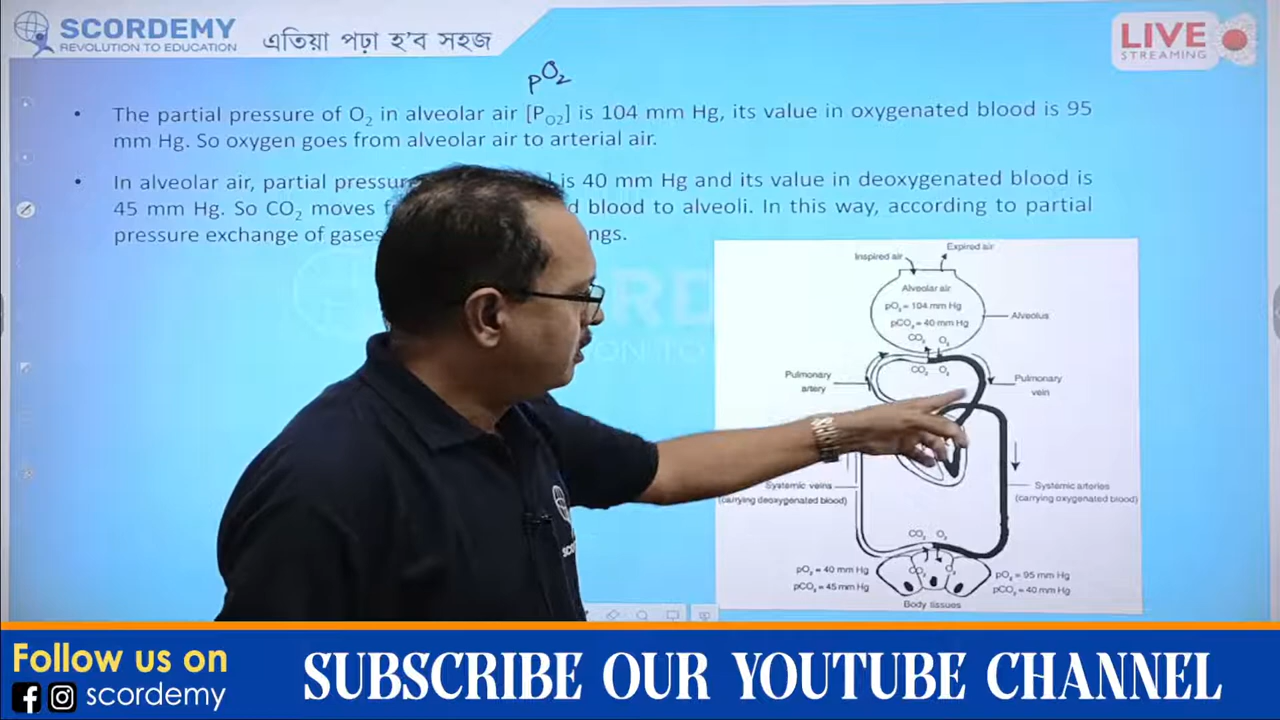 SCORDEMY
REVOLUTION TO EDUCATION
এতিয়া পঢ়া হ'ব সহজ
LIVE
STREAMING
pO₂
• The partial pressure of O₂ in alveolar air [P_O2] is 104 mm Hg, its value in oxygenated blood is 95
mm Hg. So oxygen goes from alveolar air to arterial air.
• In alveolar air, partial pressure is 40 mm Hg and its value in deoxygenated blood is
45 mm Hg. So CO₂ moves blood to alveoli. In this way, according to partial
pressure exchange of gases
Inspired air
Expired air
Alveolar air
pO₂ = 104 mm Hg
pCO₂ = 40 mm Hg
Alveolus
CO₂ O₂
CO₂ O₂
Pulmonary
artery
Pulmonary
vein
Systemic veins
(carrying deoxygenated blood)
Systemic arteries
(carrying oxygenated blood)
CO₂ O₂
CO₂ O₂
pO₂ = 40 mm Hg
pCO₂ = 45 mm Hg
pO₂ = 95 mm Hg
pCO₂ = 40 mm Hg
Body tissues
Follow us on
scordemy
SUBSCRIBE OUR YOUTUBE CHANNEL